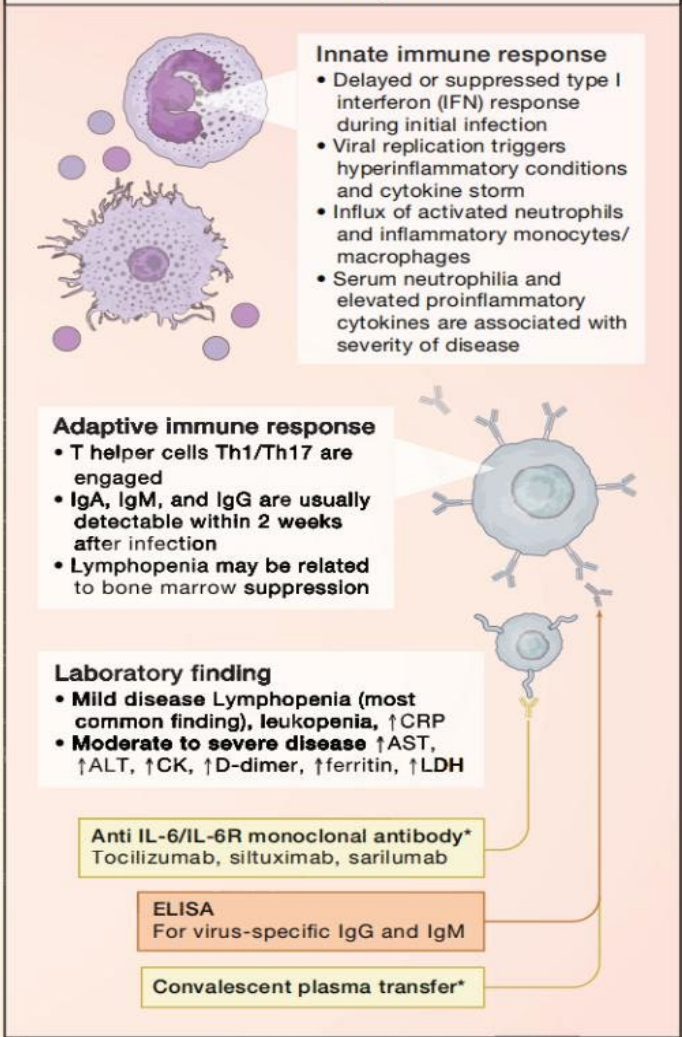 Innate immune response
• Delayed or suppressed type I
interferon (IFN) response
during initial infection
• Viral replication triggers
hyperinflammatory conditions
and cytokine storm
• Influx of activated neutrophils
and inflammatory monocytes/
macrophages
• Serum neutrophilia and
elevated proinflammatory
cytokines are associated with
severity of disease
Adaptive immune response
• T helper cells Th1/Th17 are
engaged
• IgA, IgM, and IgG are usually
detectable within 2 weeks
after infection
• Lymphopenia may be related
to bone marrow suppression
Laboratory finding
• Mild disease Lymphopenia (most
common finding), leukopenia, ↑CRP
• Moderate to severe disease ↑AST,
↑ALT, ↑CK, ↑D-dimer, ↑ferritin, ↑LDH
Anti IL-6/IL-6R monoclonal antibody*
Tocilizumab, siltuximab, sarilumab
ELISA
For virus-specific IgG and IgM
Convalescent plasma transfer*